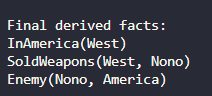 Final derived facts:
InAmerica(West)
SoldWeapons(West, Nono)
Enemy(Nono, America)